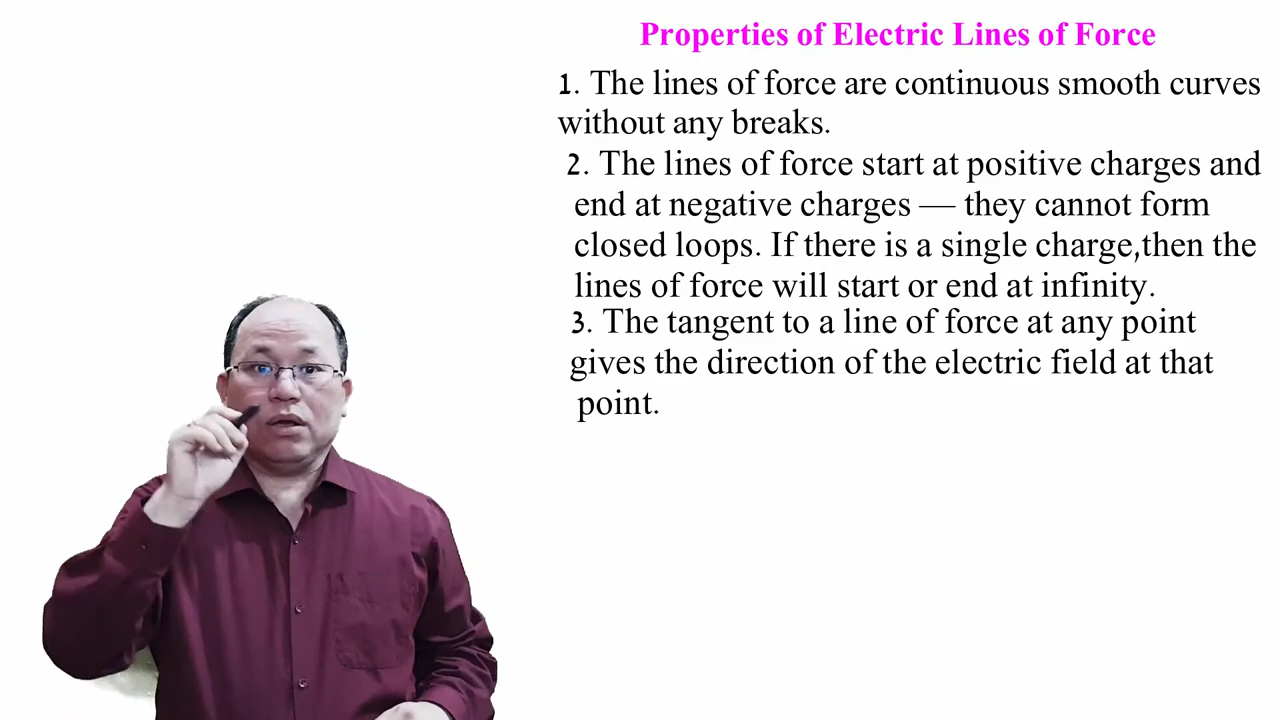 Properties of Electric Lines of Force
1. The lines of force are continuous smooth curves
without any breaks.
2. The lines of force start at positive charges and
end at negative charges — they cannot form
closed loops. If there is a single charge,then the
lines of force will start or end at infinity.
3. The tangent to a line of force at any point
gives the direction of the electric field at that
point.